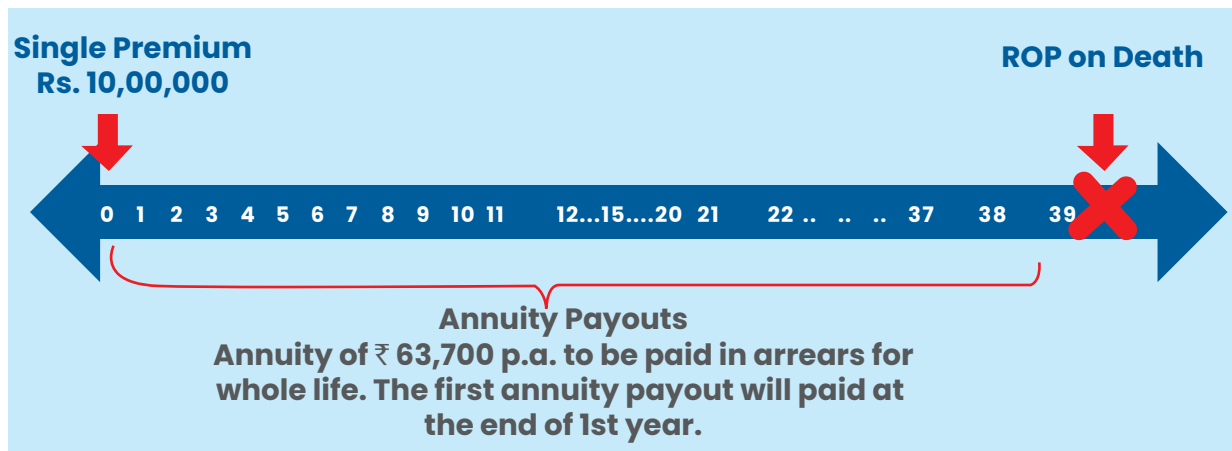 Single Premium
Rs. 10,00,000
ROP on Death
0 1 2 3 4 5 6 7 8 9 10 11 12...15....20 21 22 .. .. .. 37 38 39
Annuity Payouts
Annuity of ₹ 63,700 p.a. to be paid in arrears for
whole life. The first annuity payout will paid at
the end of 1st year.